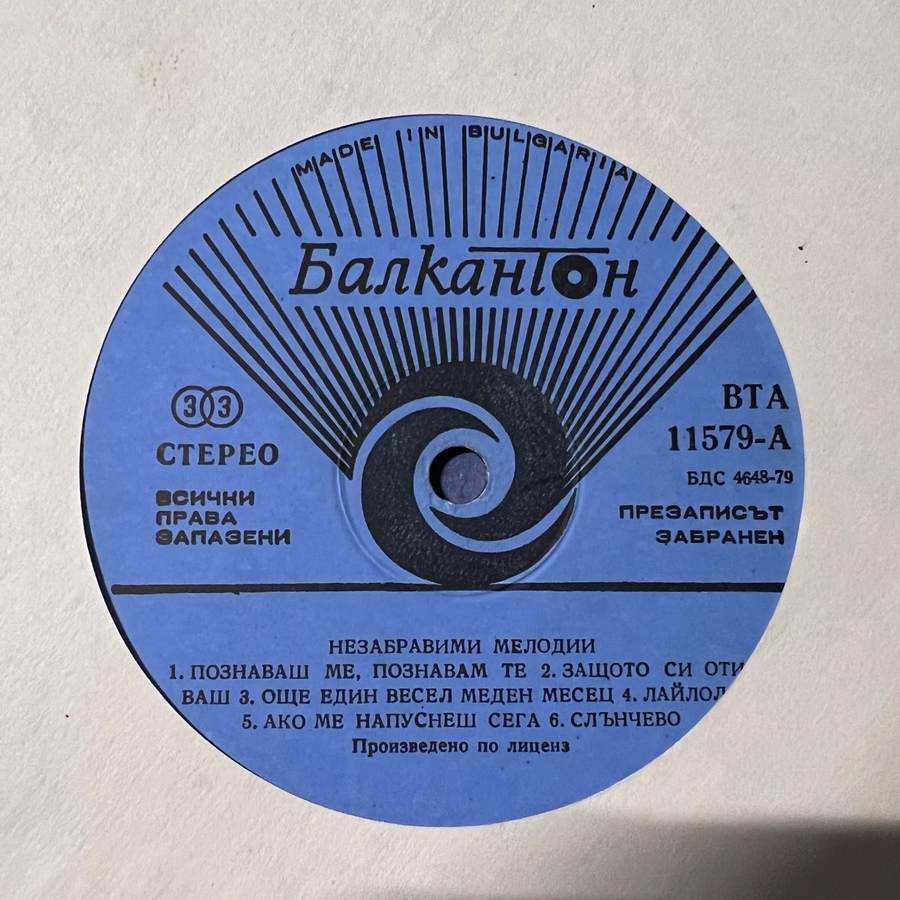 MADE IN BULGARIA
Балкантон
33
СТЕРЕО
ВСИЧКИ
ПРАВА
ЗАПАЗЕНИ
ВТА
11579-А
БДС 4648-79
ПРЕЗАПИСЪТ
ЗАБРАНЕН
НЕЗАБРАВИМИ МЕЛОДИИ
1. ПОЗНАВАШ МЕ, ПОЗНАВАМ ТЕ 2. ЗАЩОТО СИ ОТИ
ВАШ 3. ОЩЕ ЕДИН ВЕСЕЛ МЕДЕН МЕСЕЦ 4. ЛАЙЛОЛ
5. АКО МЕ НАПУСНЕШ СЕГА 6. СЛЪНЧЕВО
Произведено по лиценз